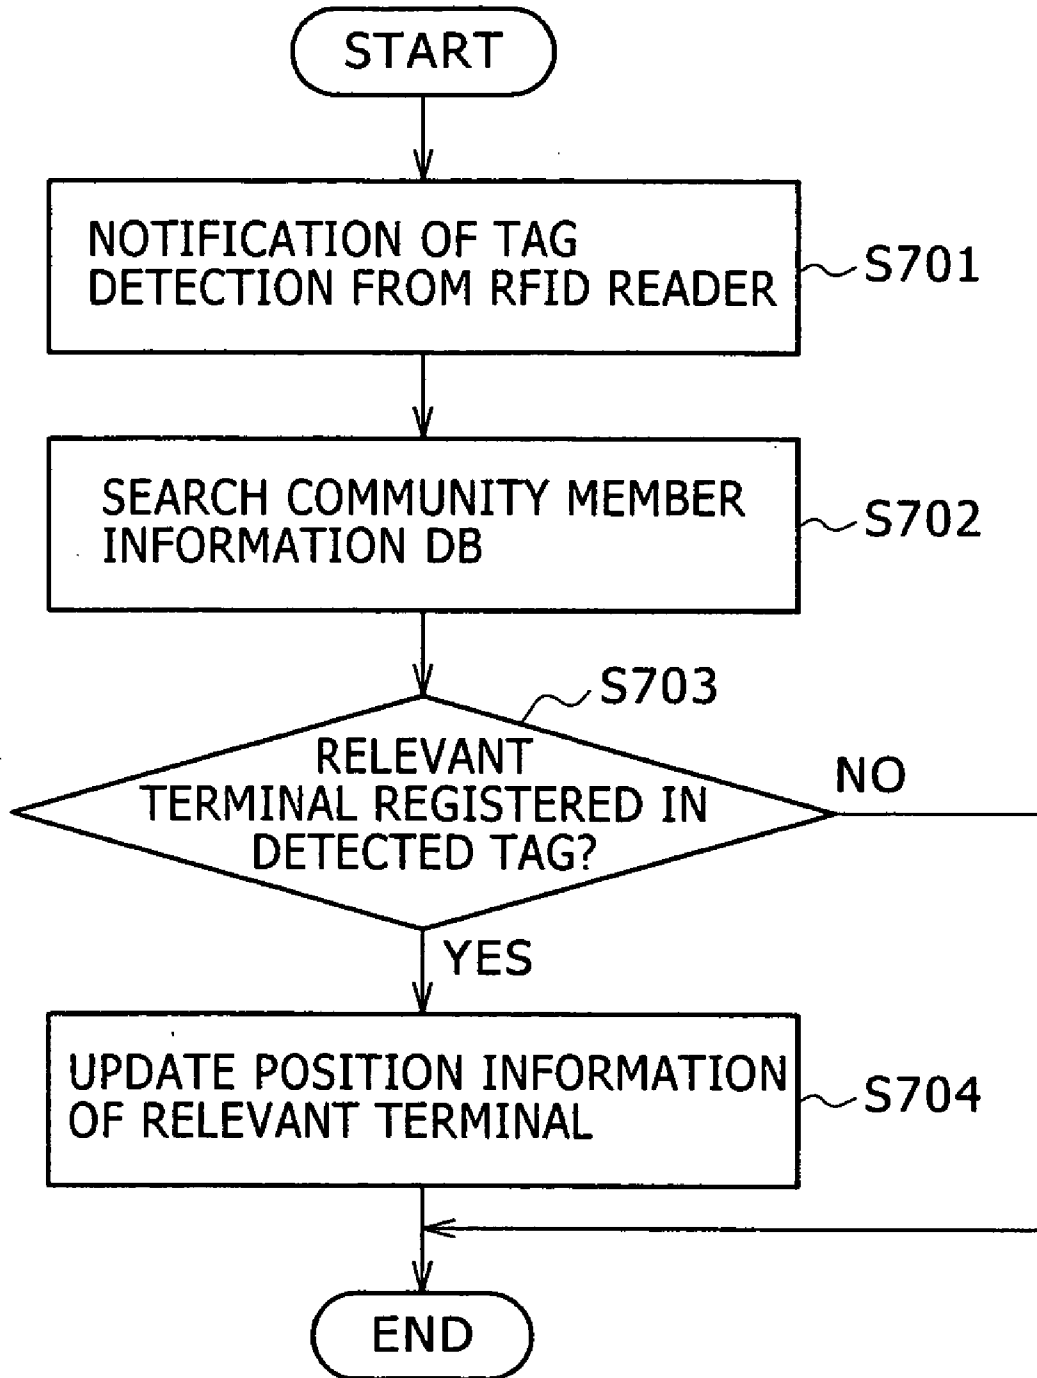 START
NOTIFICATION OF TAG
DETECTION FROM RFID READER
S701
SEARCH COMMUNITY MEMBER
INFORMATION DB
S702
S703
RELEVANT
TERMINAL REGISTERED IN
DETECTED TAG?
NO
YES
UPDATE POSITION INFORMATION
OF RELEVANT TERMINAL
S704
END